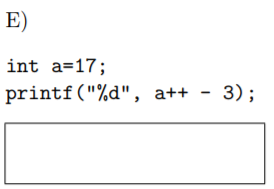 E)
int a=17;
printf("%d", a++ - 3);